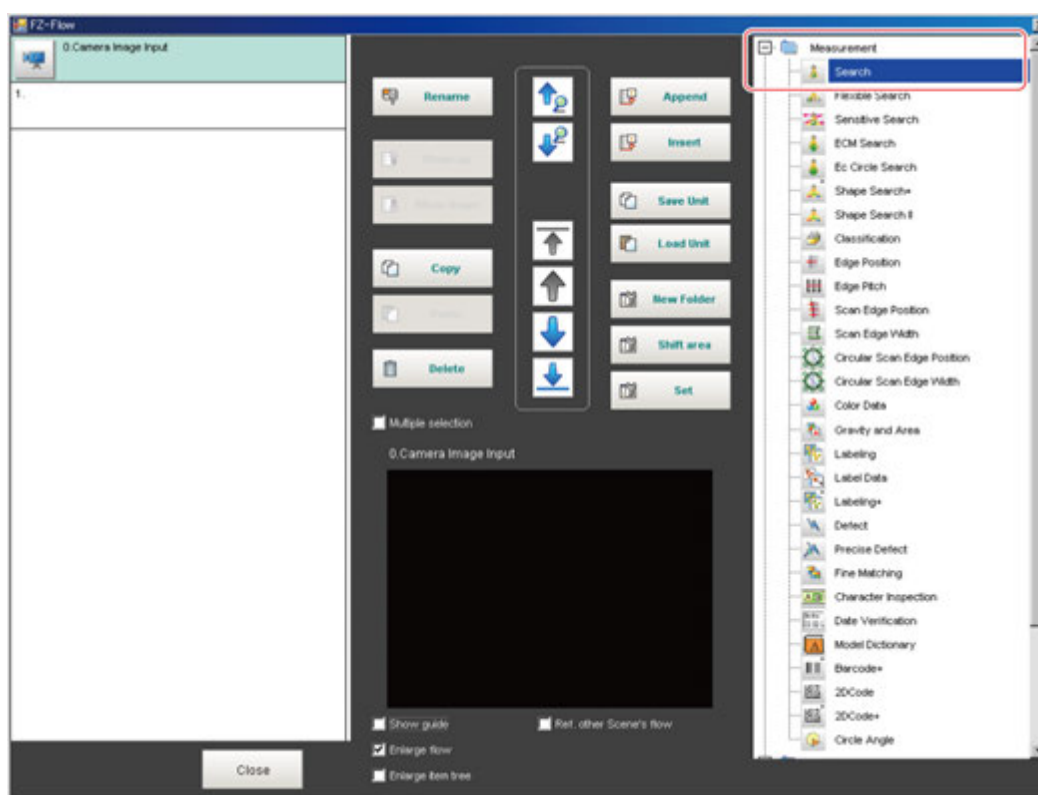 FZ-Flow
0.Camera Image Input
1.
Rename
Copy
Delete
Append
Insert
Save Unit
Load Unit
New Folder
Shift area
Set
Multiple selection
0.Camera Image Input
Show guide
Ref. other Scene's flow
Enlarge flow
Enlarge item tree
Close
Measurement
Search
Flexible Search
Sensitive Search
ECM Search
Ec Circle Search
Shape Search+
Shape Search II
Classification
Edge Position
Edge Pitch
Scan Edge Position
Scan Edge Width
Circular Scan Edge Position
Circular Scan Edge Width
Color Data
Gravity and Area
Labeling
Label Data
Labeling+
Defect
Precise Defect
Fine Matching
Character Inspection
Date Verification
Model Dictionary
Barcode+
2DCode
2DCode+
Circle Angle